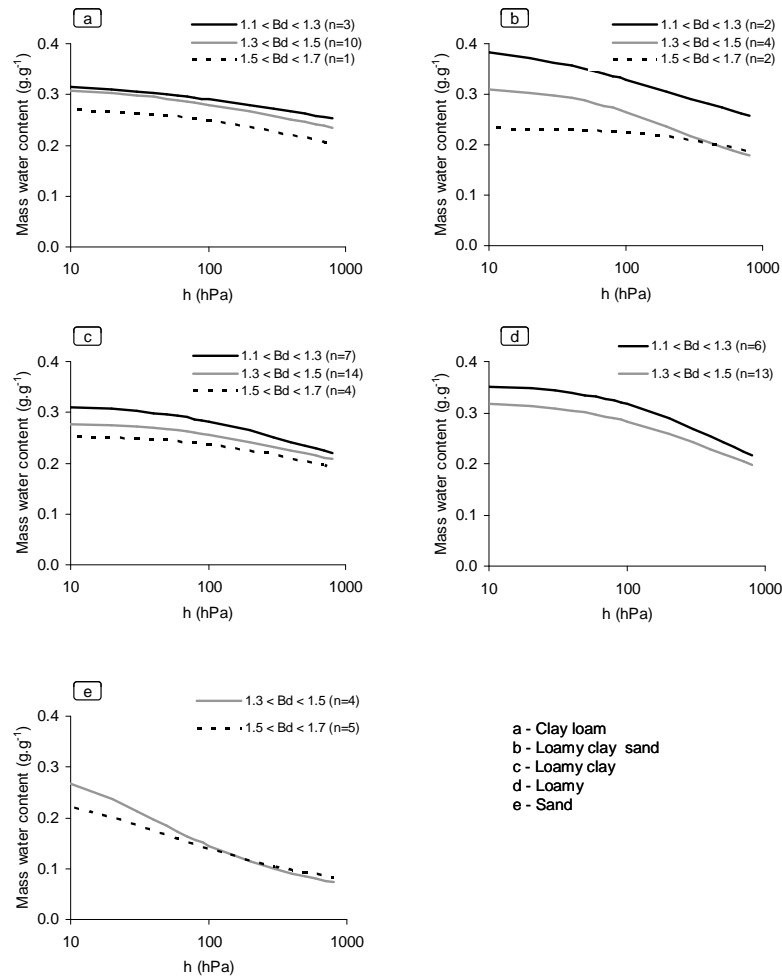 a
1.1 < Bd < 1.3 (n=3)
1.3 < Bd < 1.5 (n=10)
1.5 < Bd < 1.7 (n=1)
Mass water content (g.g-1)
0.4
0.3
0.2
0.1
0.0
10 100 1000
h (hPa)
b
1.1 < Bd < 1.3 (n=2)
1.3 < Bd < 1.5 (n=4)
1.5 < Bd < 1.7 (n=2)
Mass water content (g.g-1)
0.4
0.3
0.2
0.1
0.0
10 100 1000
h (hPa)
c
1.1 < Bd < 1.3 (n=7)
1.3 < Bd < 1.5 (n=14)
1.5 < Bd < 1.7 (n=4)
Mass water content (g.g-1)
0.4
0.3
0.2
0.1
0.0
10 100 1000
h (hPa)
d
1.1 < Bd < 1.3 (n=6)
1.3 < Bd < 1.5 (n=13)
Mass water content (g.g-1)
0.4
0.3
0.2
0.1
0.0
10 100 1000
h (hPa)
e
1.3 < Bd < 1.5 (n=4)
1.5 < Bd < 1.7 (n=5)
Mass water content (g.g-1)
0.4
0.3
0.2
0.1
0.0
10 100 1000
h (hPa)
a - Clay loam
b - Loamy clay sand
c - Loamy clay
d - Loamy
e - Sand